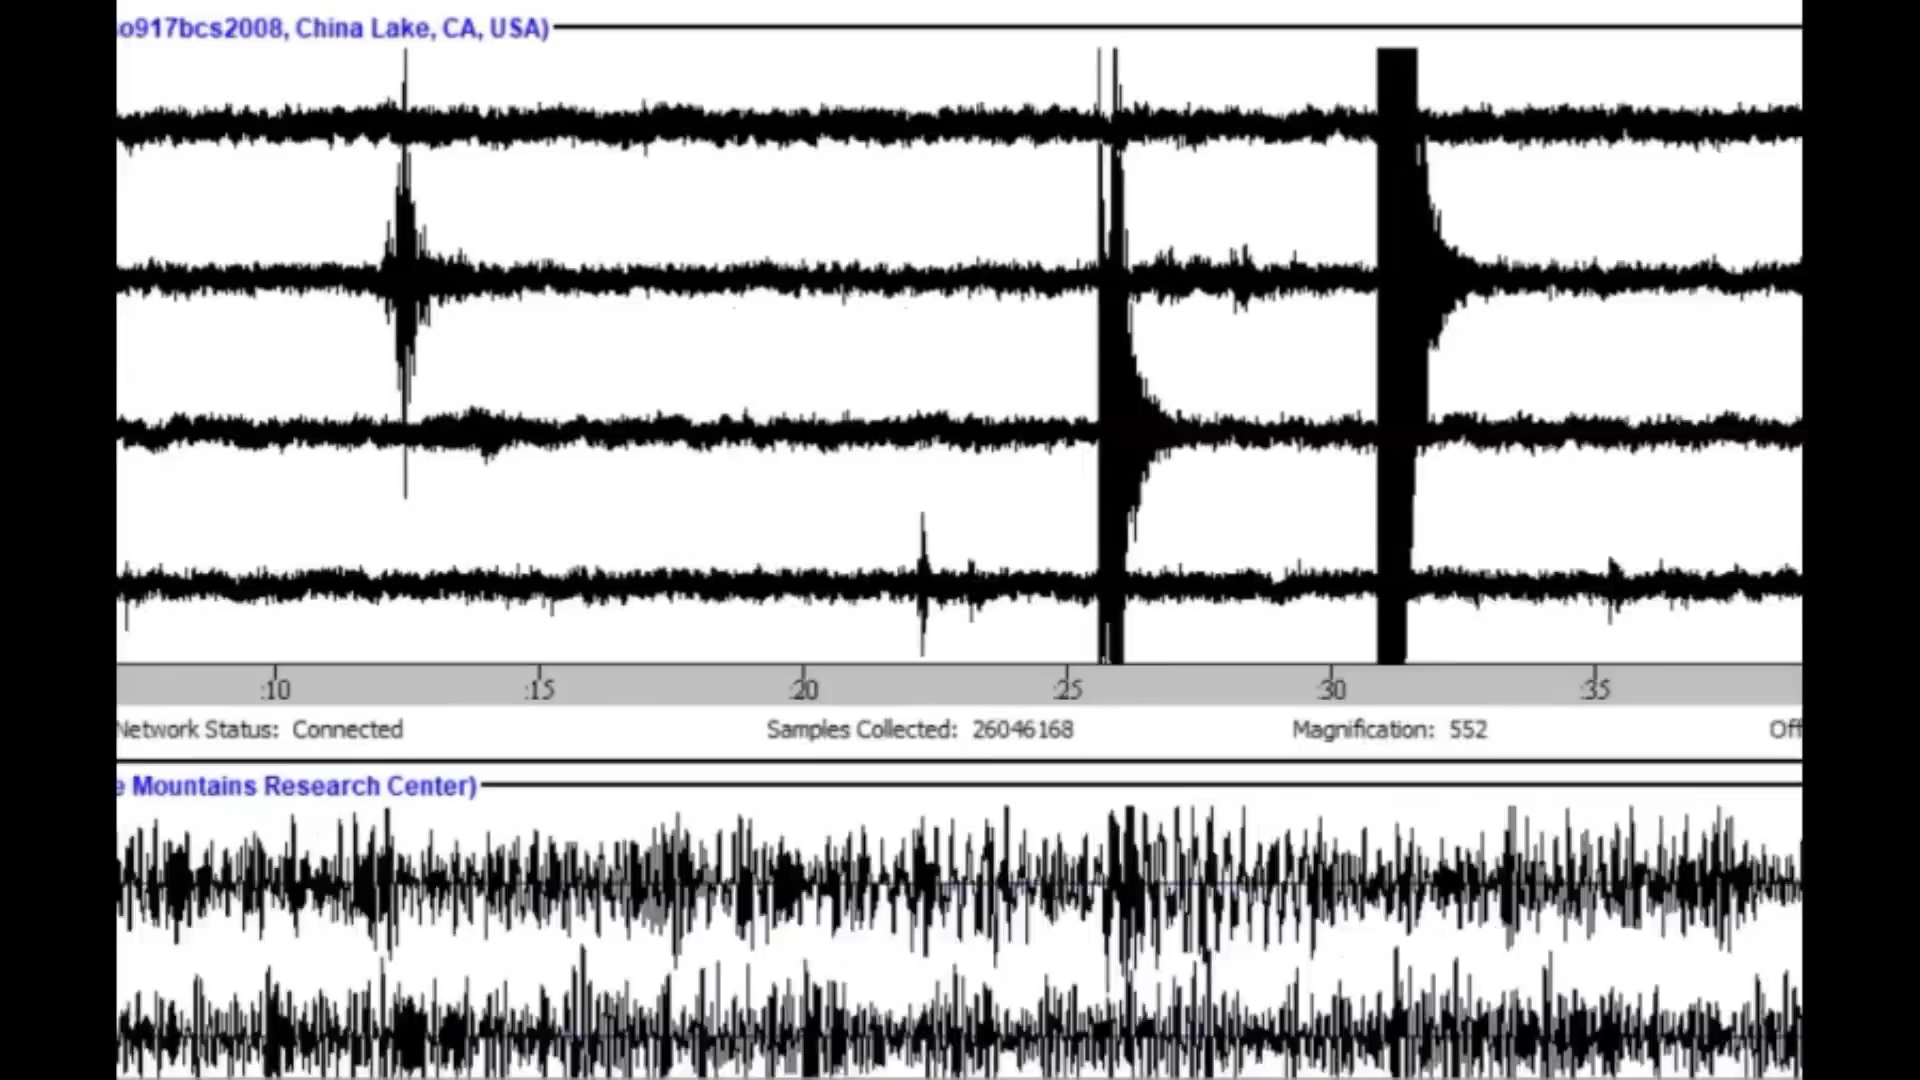 o917bcs2008, China Lake, CA, USA)
:10 :15 :20 :25 :30 :35
Network Status: Connected Samples Collected: 26046168 Magnification: 552 Off
e Mountains Research Center)